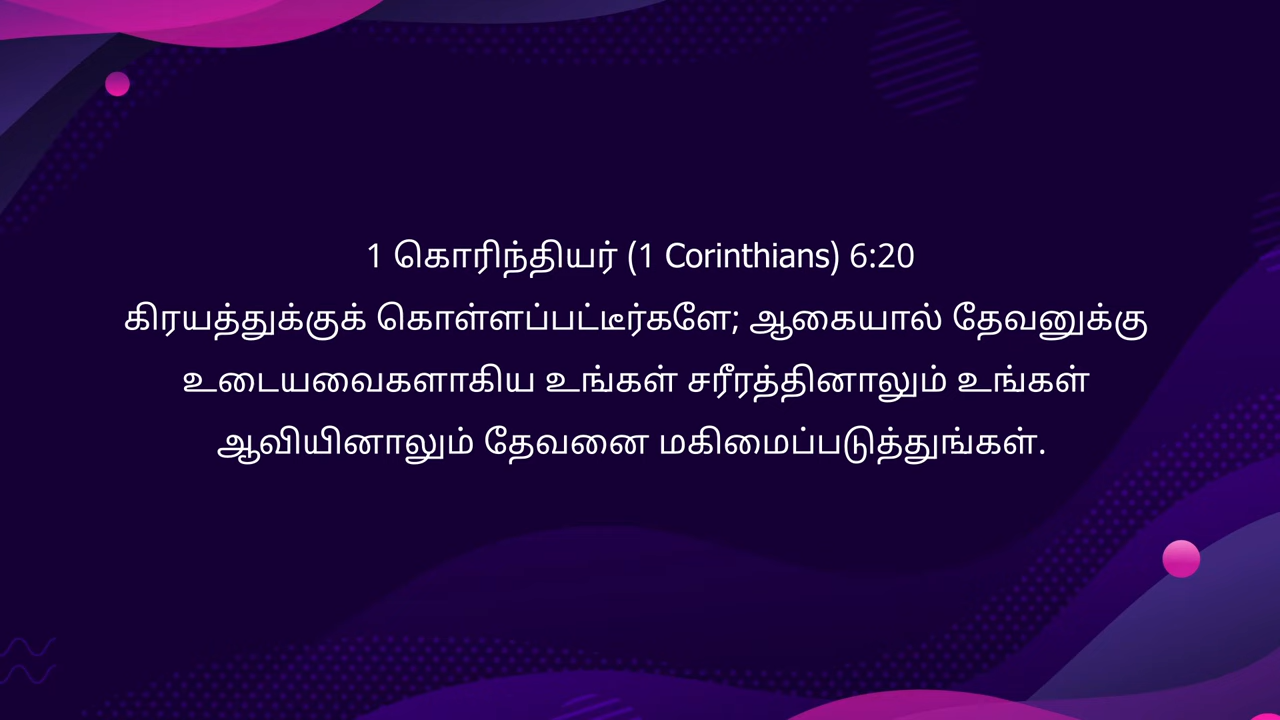 1 கொரிந்தியர் (1 Corinthians) 6:20
கிரயத்துக்குக் கொள்ளப்பட்டீர்களே; ஆகையால் தேவனுக்கு
உடையவைகளாகிய உங்கள் சரீரத்தினாலும் உங்கள்
ஆவியினாலும் தேவனை மகிமைப்படுத்துங்கள்.